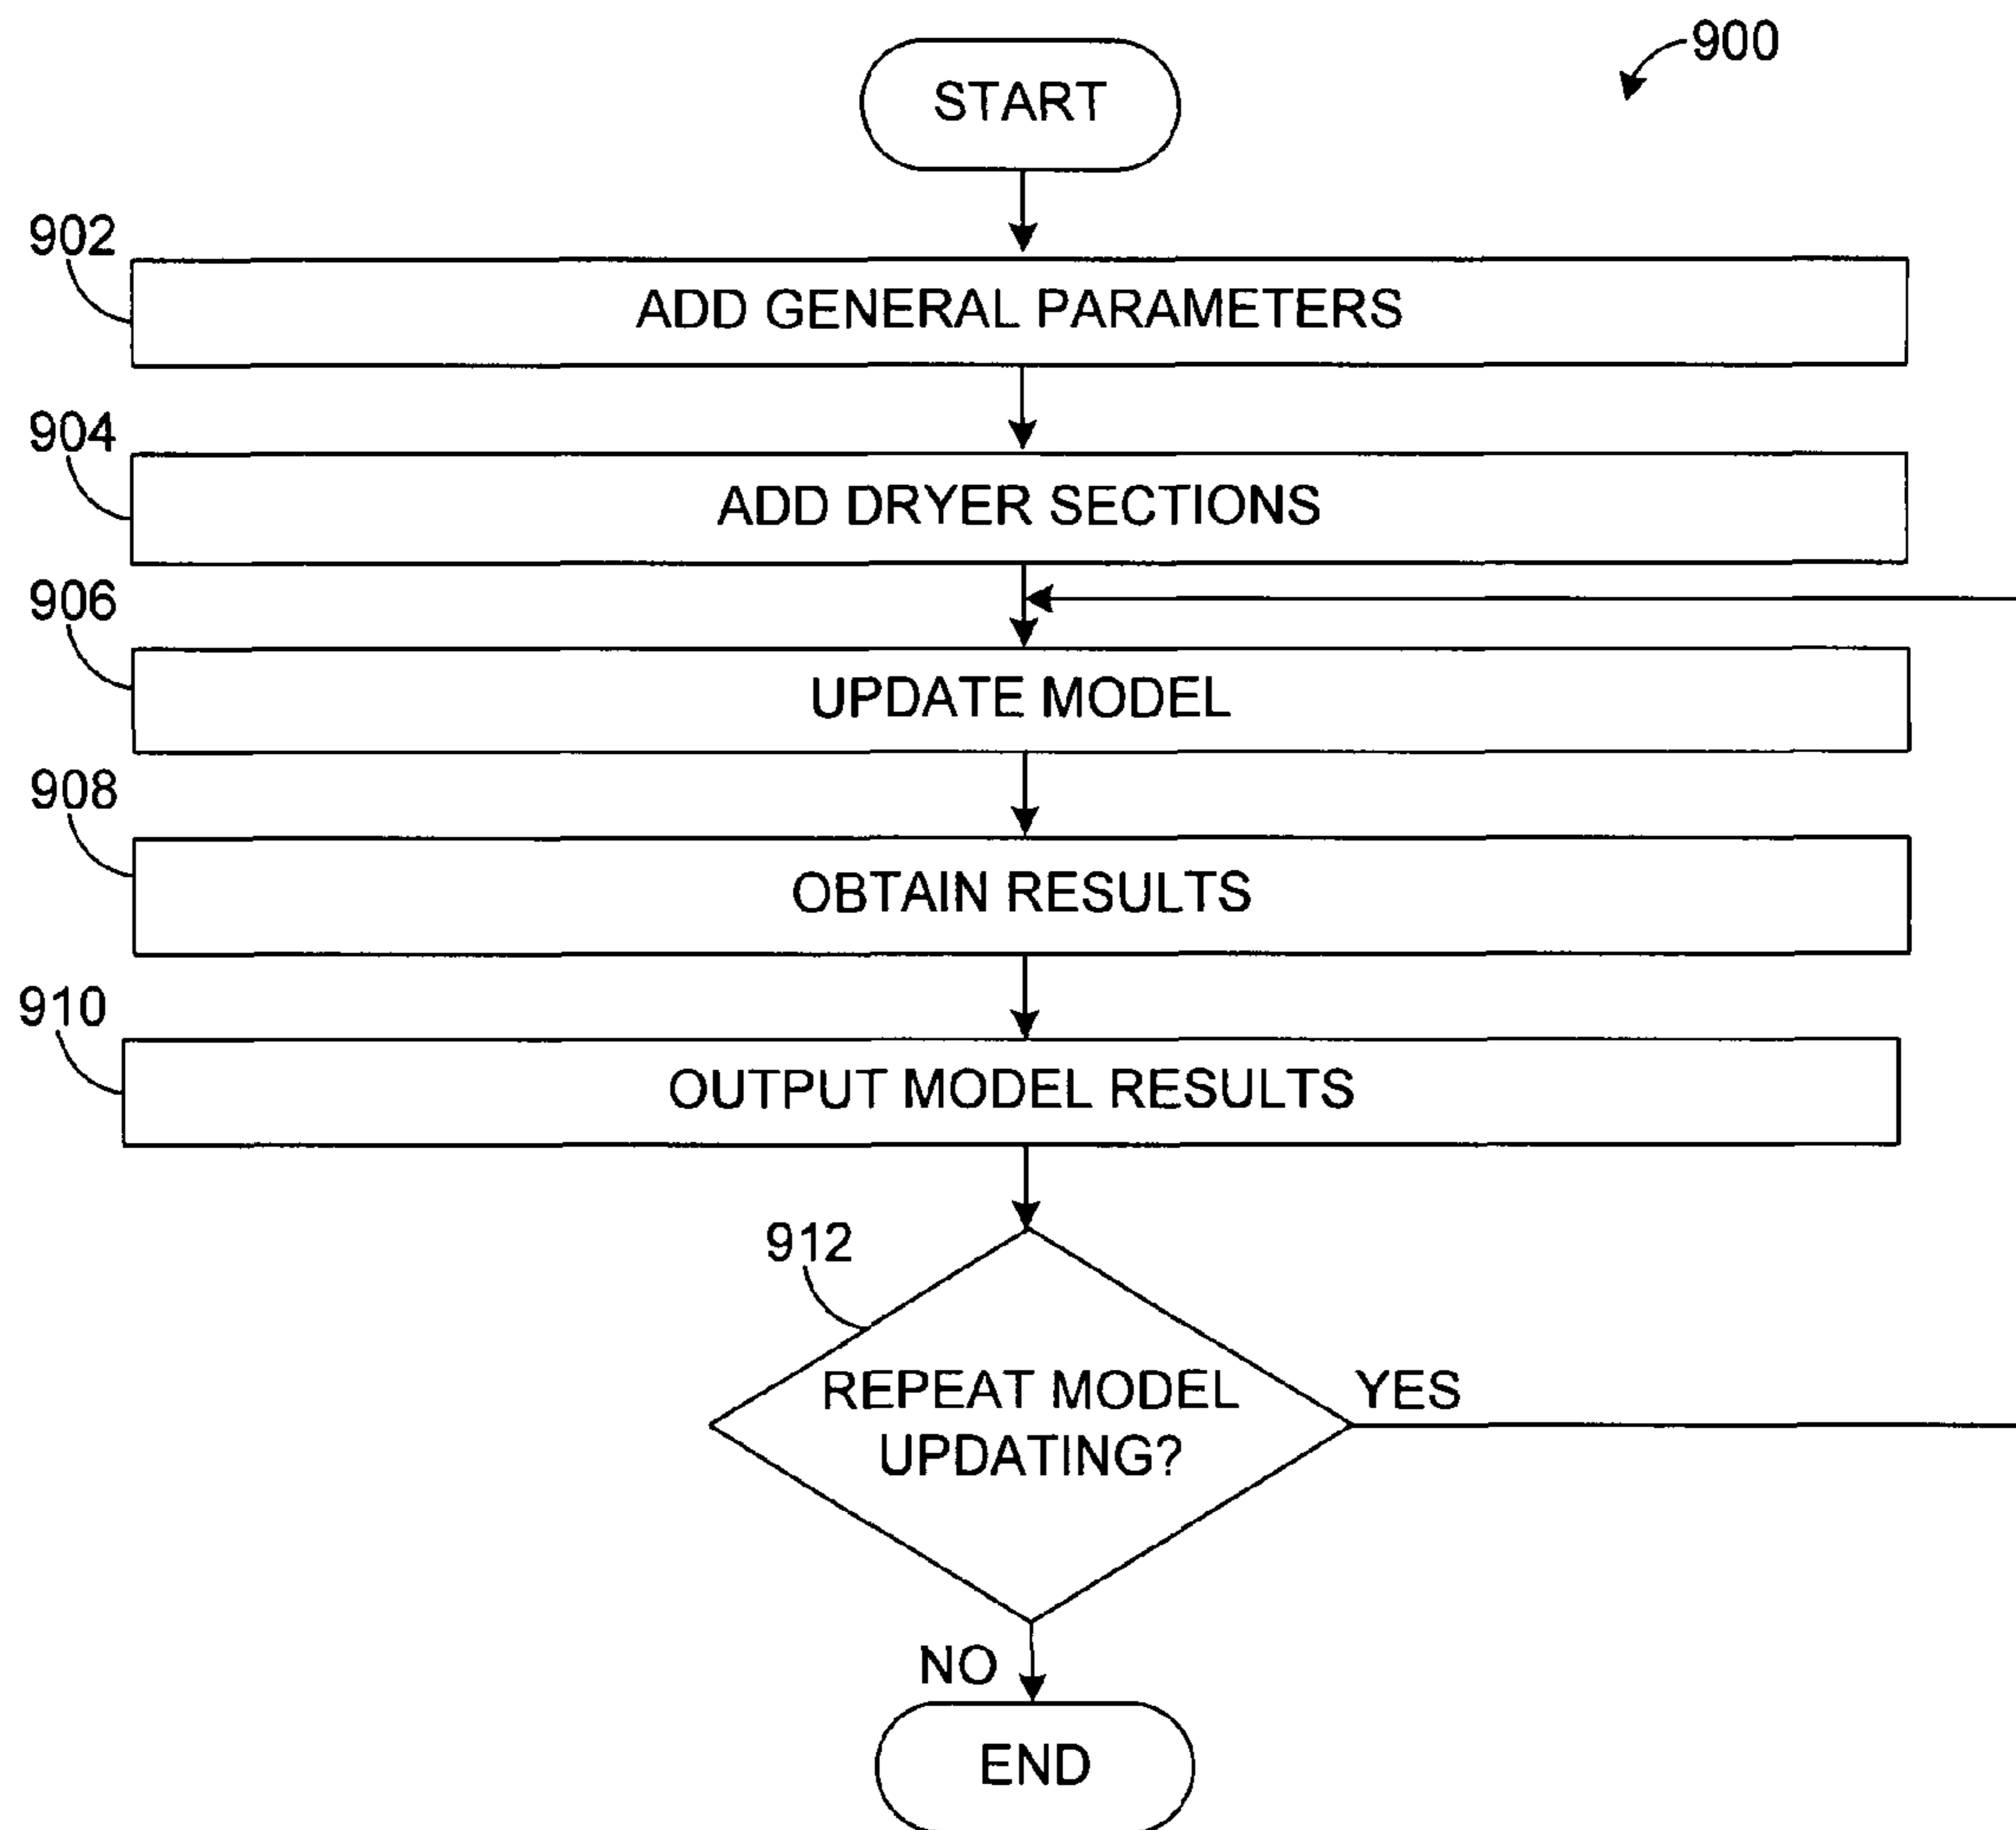 900
START
902
ADD GENERAL PARAMETERS
904
ADD DRYER SECTIONS
906
UPDATE MODEL
908
OBTAIN RESULTS
910
OUTPUT MODEL RESULTS
912
REPEAT MODEL
UPDATING?
YES
NO
END